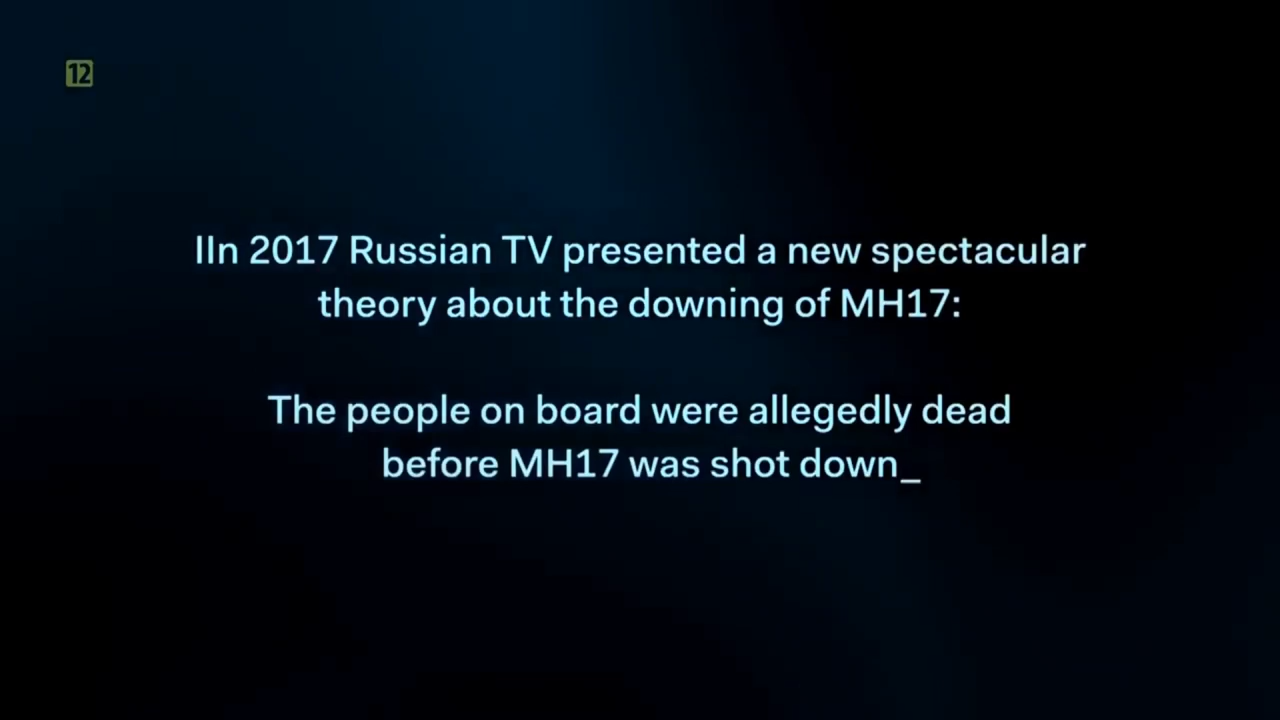 12
IIn 2017 Russian TV presented a new spectacular
theory about the downing of MH17:
The people on board were allegedly dead
before MH17 was shot down_